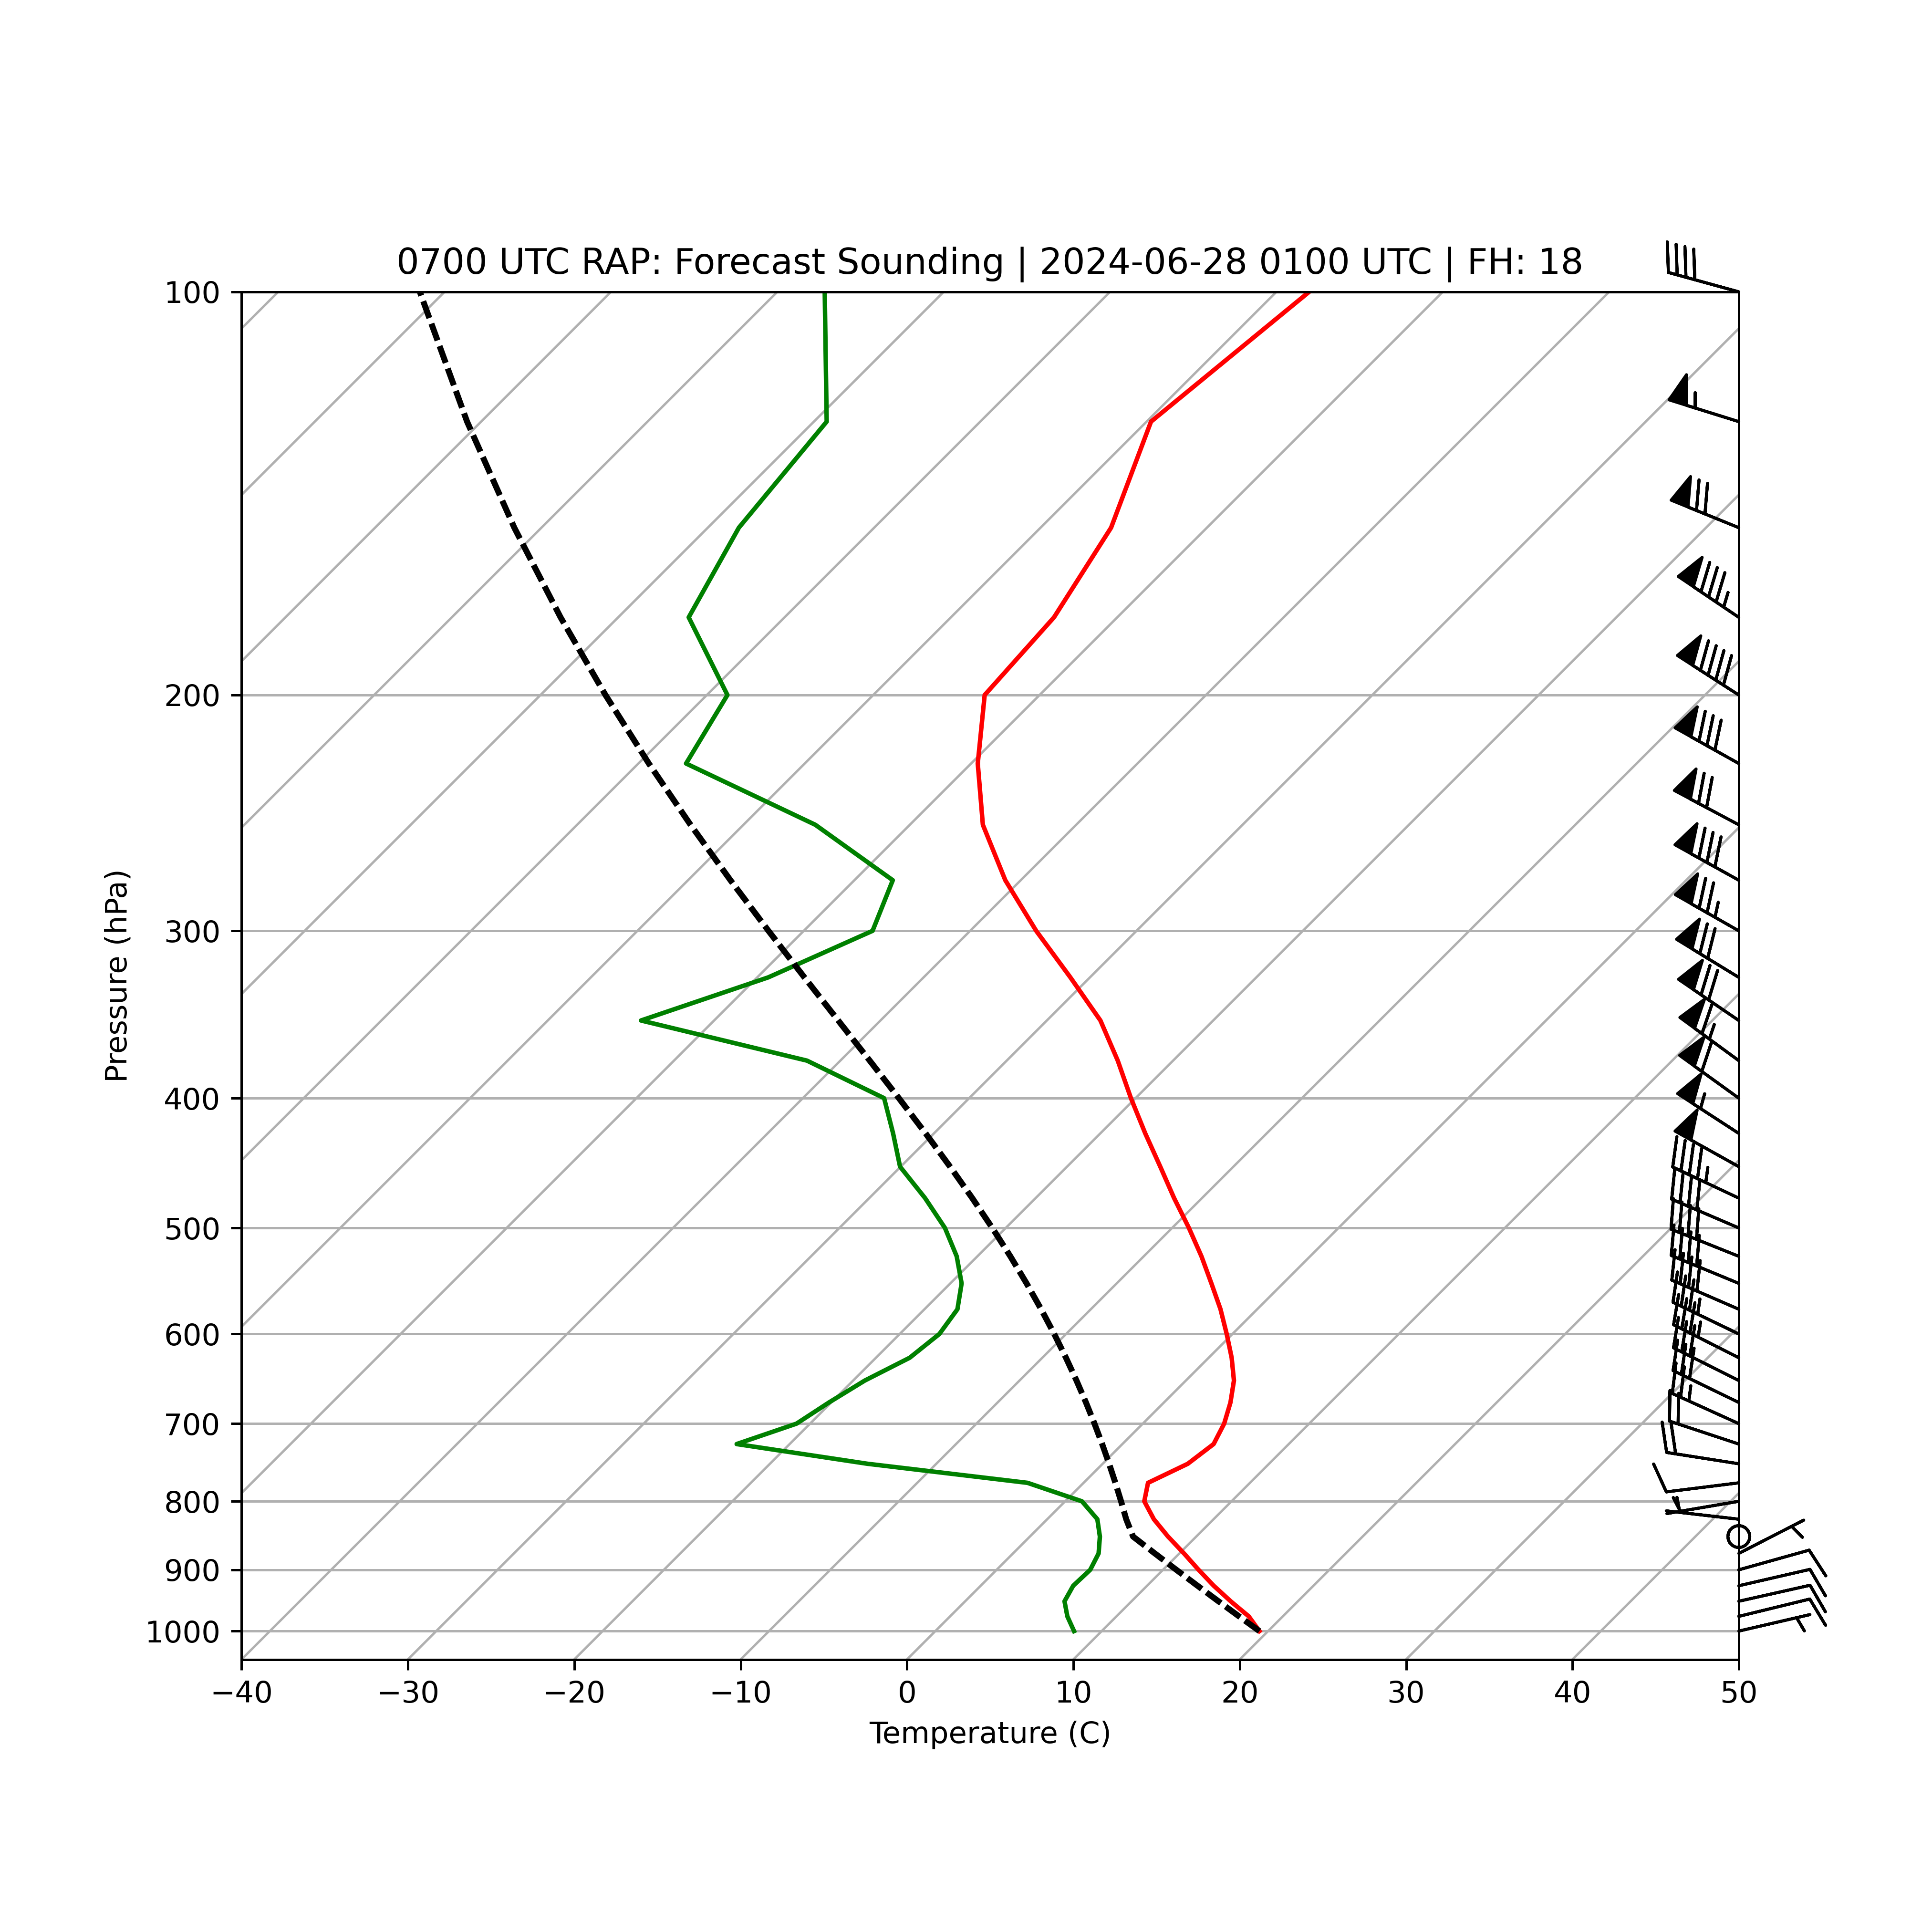 0700 UTC RAP: Forecast Sounding | 2024-06-28 0100 UTC | FH: 18
100
200
300
400
500
600
700
800
900
1000
Pressure (hPa)
−40 −30 −20 −10 0 10 20 30 40 50
Temperature (C)